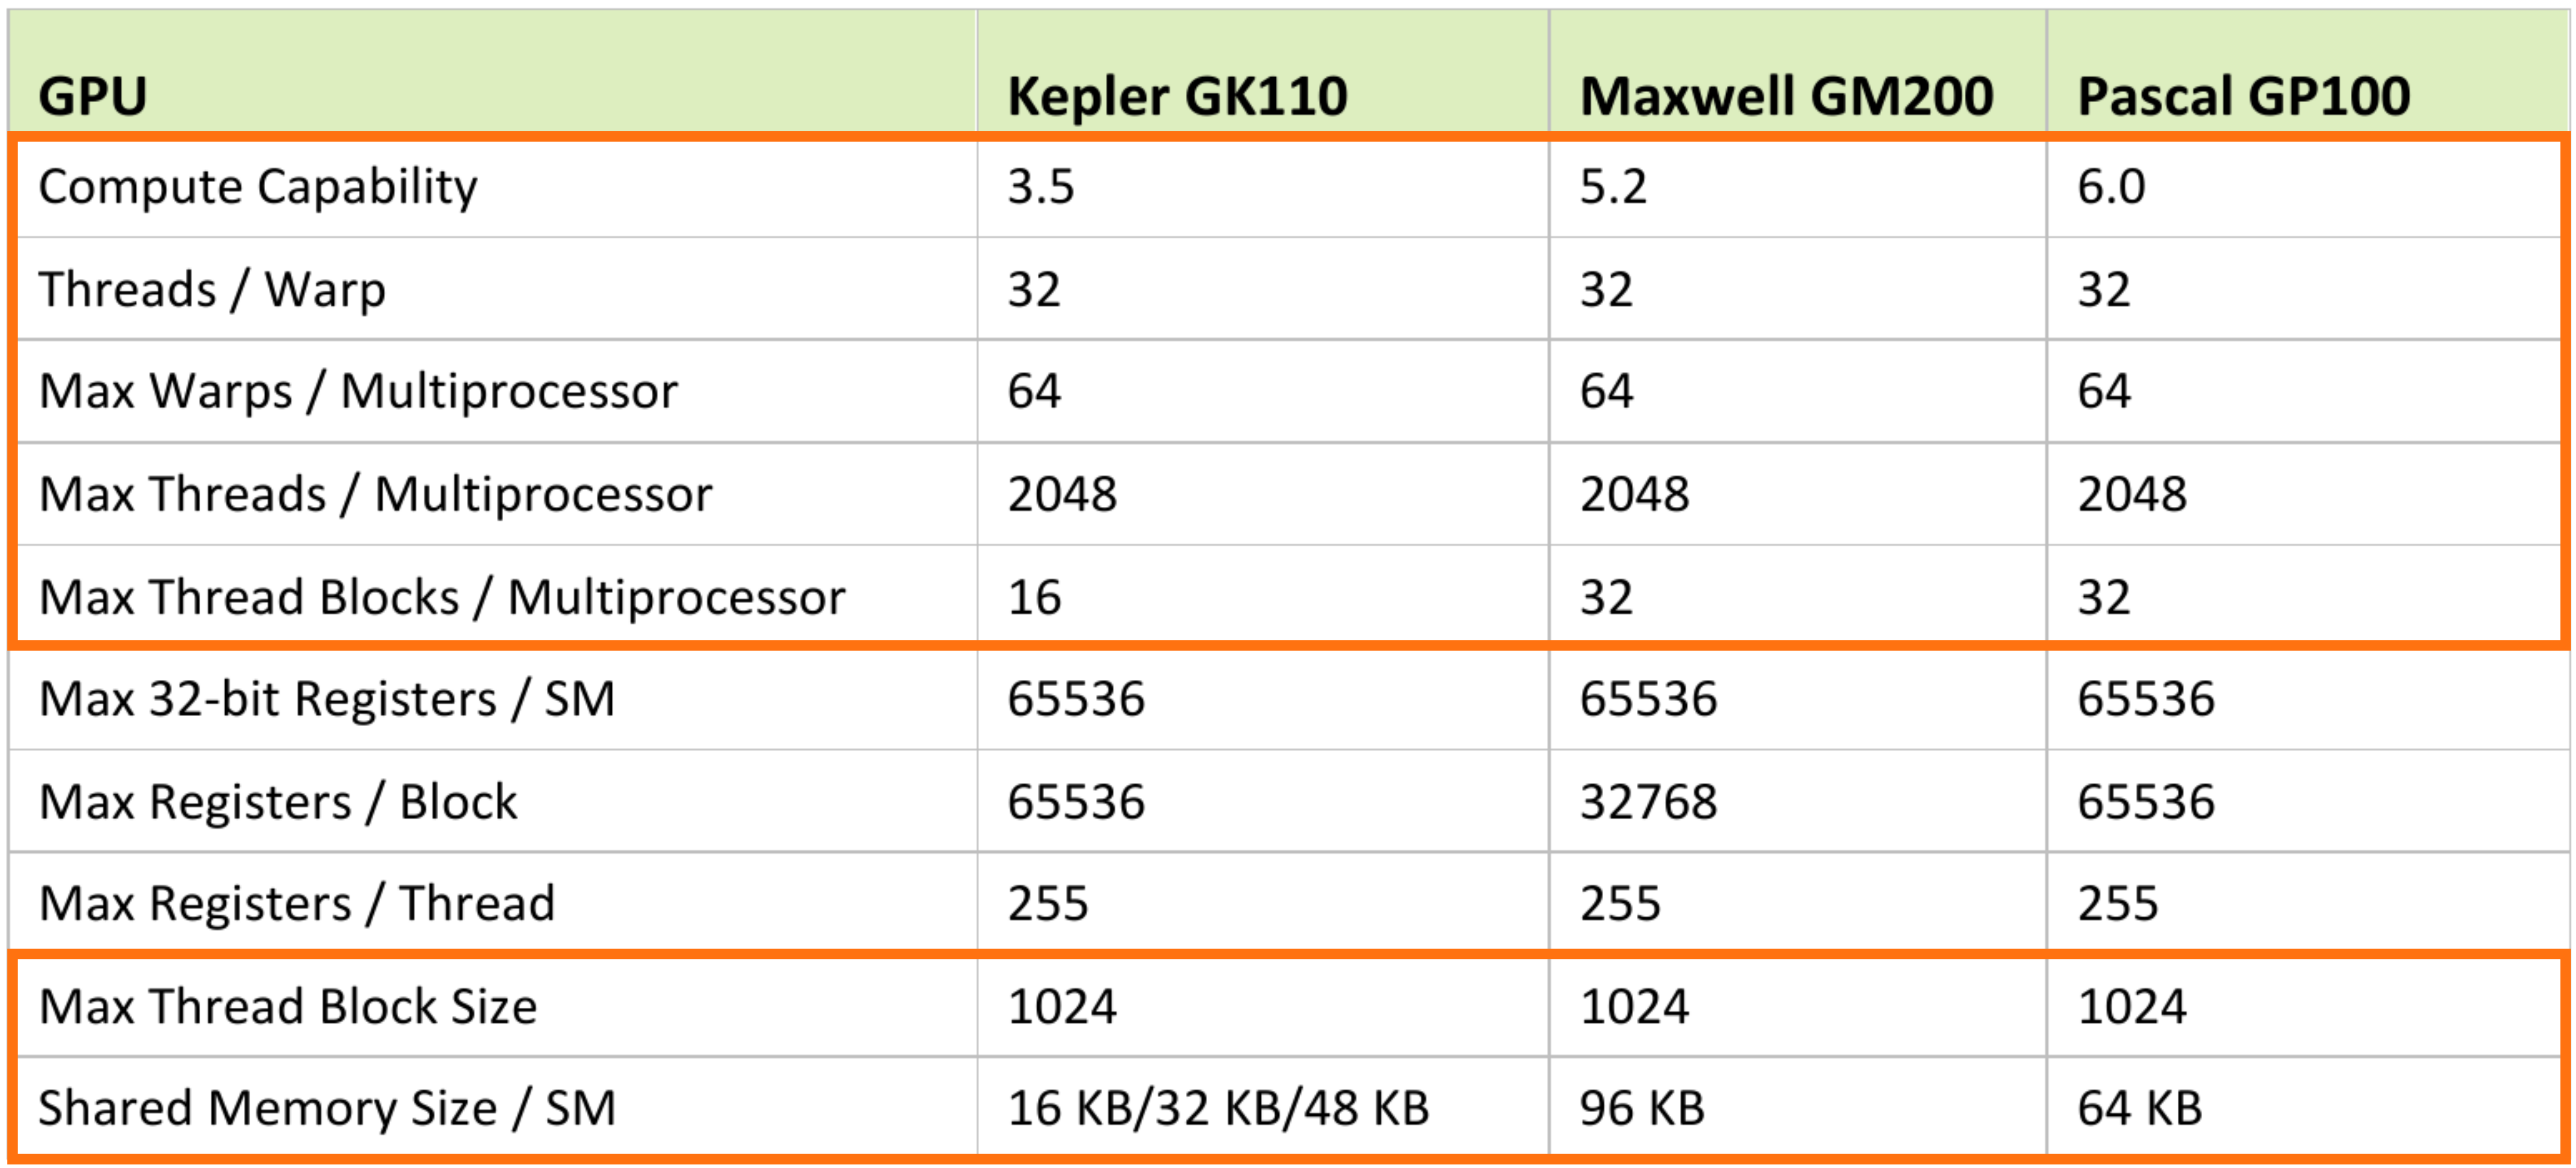 GPU Kepler GK110 Maxwell GM200 Pascal GP100
Compute Capability 3.5 5.2 6.0
Threads / Warp 32 32 32
Max Warps / Multiprocessor 64 64 64
Max Threads / Multiprocessor 2048 2048 2048
Max Thread Blocks / Multiprocessor 16 32 32
Max 32-bit Registers / SM 65536 65536 65536
Max Registers / Block 65536 32768 65536
Max Registers / Thread 255 255 255
Max Thread Block Size 1024 1024 1024
Shared Memory Size / SM 16 KB/32 KB/48 KB 96 KB 64 KB